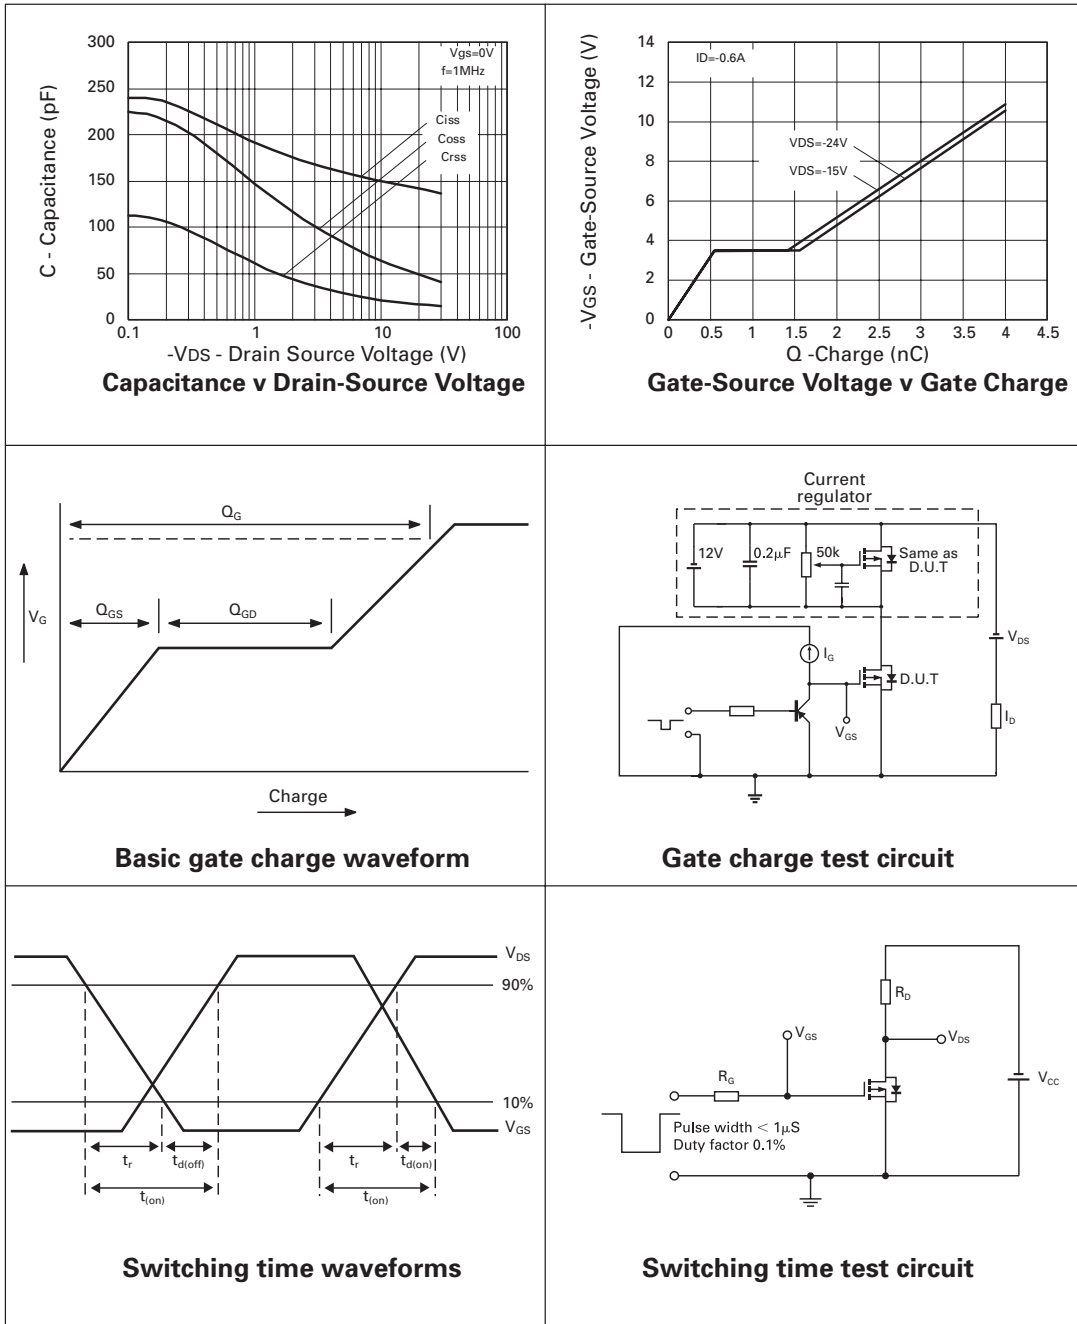 300
250
200
150
100
50
0
0.1
1
10
100
C - Capacitance (pF)
Vgs=0V
f=1MHz
Ciss
Coss
Crss
-VDS - Drain Source Voltage (V)
Capacitance v Drain-Source Voltage
14
12
10
8
6
4
2
0
0
0.5
1
1.5
2
2.5
3
3.5
4
4.5
-VGS - Gate-Source Voltage (V)
ID=-0.6A
VDS=-24V
VDS=-15V
Q -Charge (nC)
Gate-Source Voltage v Gate Charge
QG
QGS
QGD
VG
Charge
Basic gate charge waveform
Current
regulator
12V
0.2µF
50k
Same as
D.U.T
IG
D.U.T
VGS
VDS
ID
Gate charge test circuit
VDS
90%
10%
VGS
tr
td(off)
t(on)
tr
td(on)
t(on)
Switching time waveforms
RD
VGS
VDS
RG
VCC
Pulse width < 1µS
Duty factor 0.1%
Switching time test circuit